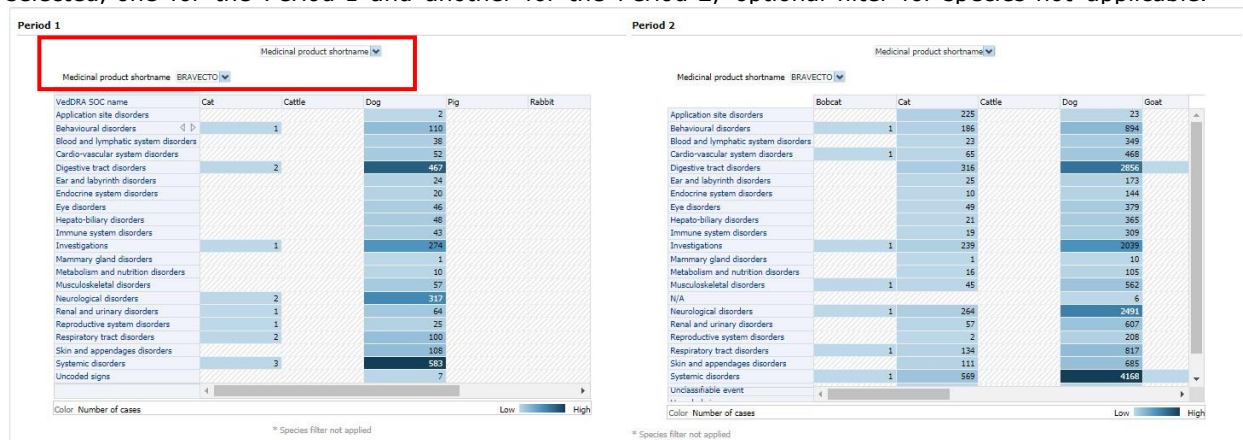 selected, one for the Period 1 and another for the Period 2, optional filter for species not applicable.
Period 1
Medicinal product shortname
Medicinal product shortname BRAVECTO
VedDRA SOC name Cat Cattle Dog Pig Rabbit
Application site disorders 2
Behavioural disorders 1 110
Blood and lymphatic system disorders 38
Cardio-vascular system disorders 52
Digestive tract disorders 2 467
Ear and labyrinth disorders 24
Endocrine system disorders 20
Eye disorders 46
Hepato-biliary disorders 48
Immune system disorders 43
Investigations 1 274
Mammary gland disorders 1
Metabolism and nutrition disorders 10
Musculoskeletal disorders 57
Neurological disorders 2 317
Renal and urinary disorders 1 64
Reproductive system disorders 1 25
Respiratory tract disorders 2 100
Skin and appendages disorders 108
Systemic disorders 3 583
Uncoded signs 7
Color Number of cases Low High
* Species filter not applied
Period 2
Medicinal product shortname
Medicinal product shortname BRAVECTO
Bobcat Cat Cattle Dog Goat
Application site disorders 225 23
Behavioural disorders 1 186 894
Blood and lymphatic system disorders 23 349
Cardio-vascular system disorders 1 65 468
Digestive tract disorders 316 2856
Ear and labyrinth disorders 25 173
Endocrine system disorders 10 144
Eye disorders 49 379
Hepato-biliary disorders 21 365
Immune system disorders 19 309
Investigations 1 239 2039
Mammary gland disorders 1 10
Metabolism and nutrition disorders 16 105
Musculoskeletal disorders 1 45 562
N/A 6
Neurological disorders 1 264 2491
Renal and urinary disorders 57 607
Reproductive system disorders 2 208
Respiratory tract disorders 1 134 817
Skin and appendages disorders 111 685
Systemic disorders 1 569 4168
Unclassifiable event
Color Number of cases Low High
* Species filter not applied